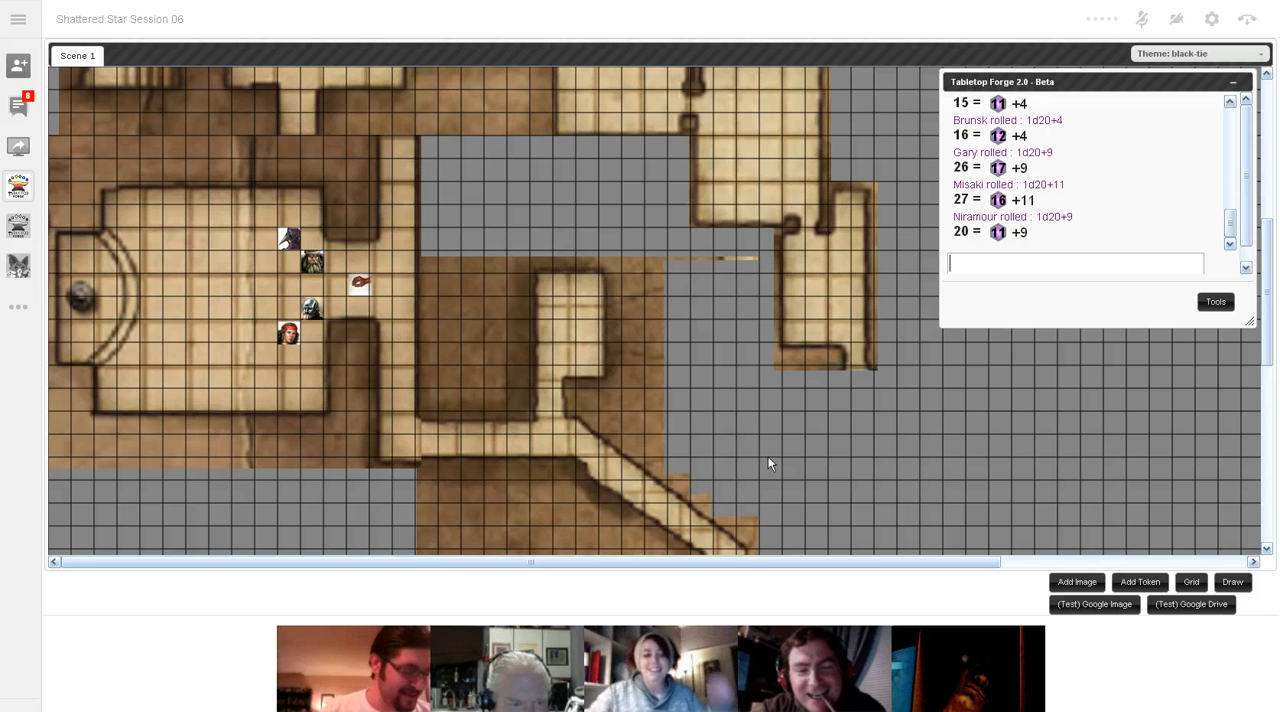 Shattered Star Session 06
8
Scene 1
Theme: black-tie
Tabletop Forge 2.0 - Beta
15 = 11 +4
Brunsk rolled : 1d20+4
16 = 12 +4
Gary rolled : 1d20+9
26 = 17 +9
Misaki rolled : 1d20+11
27 = 16 +11
Niramour rolled : 1d20+9
20 = 11 +9
Tools
Add Image
Add Token
Grid
Draw
(Test) Google Image
(Test) Google Drive